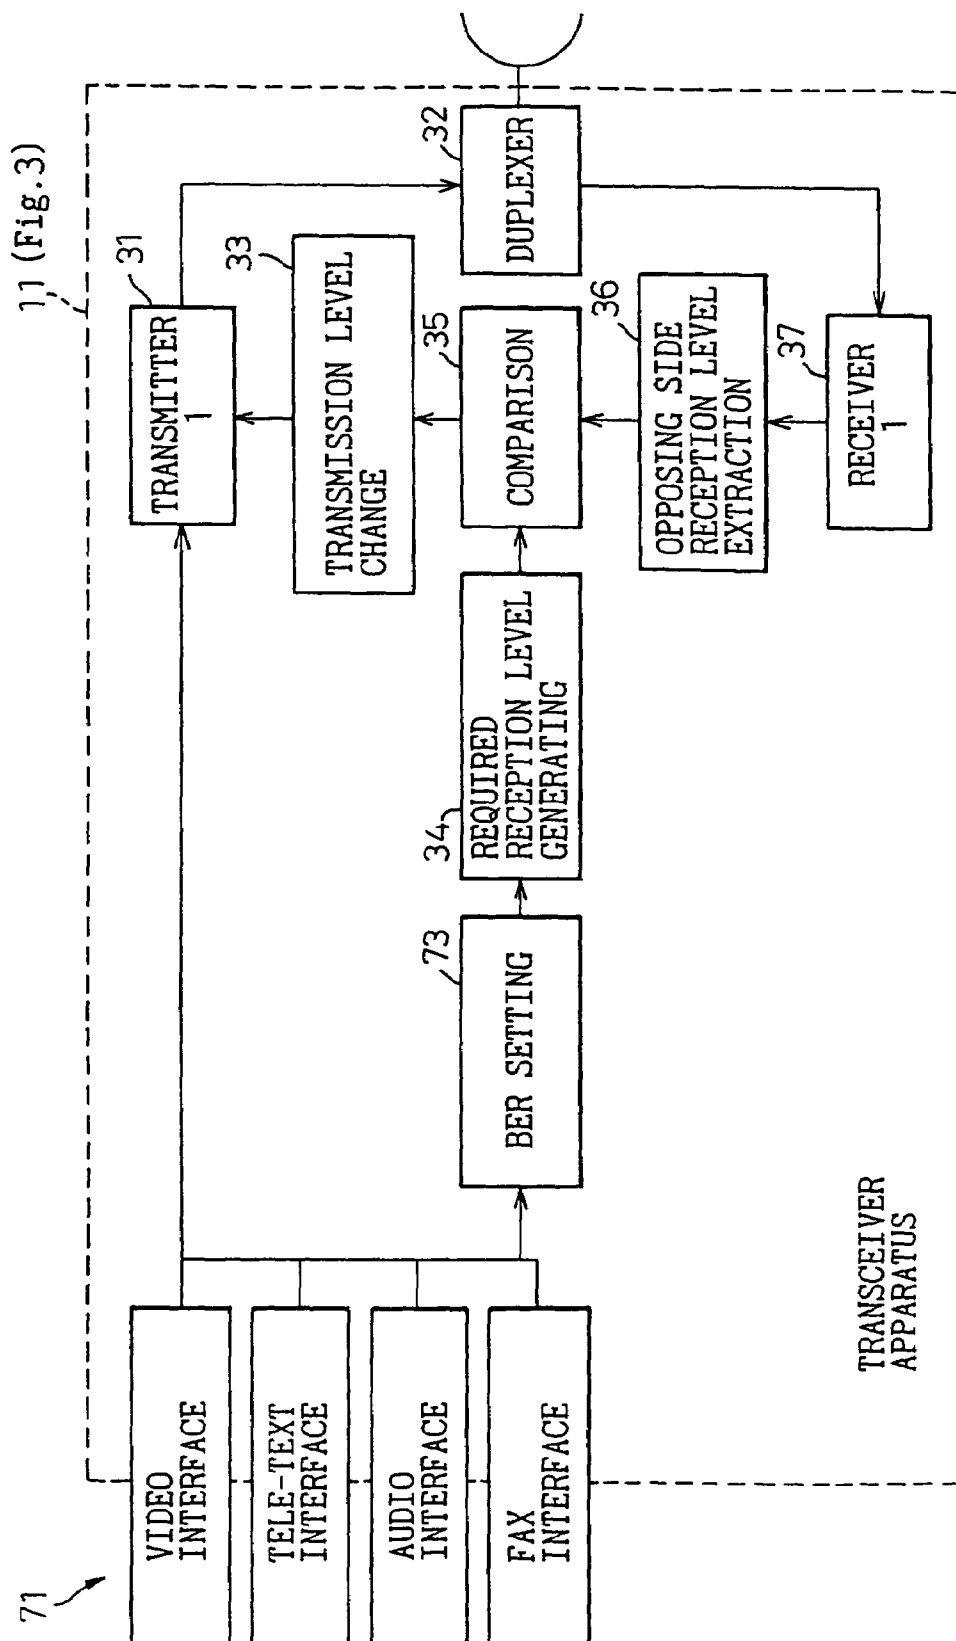 11 (Fig.3)
71
VIDEO
INTERFACE
TELE-TEXT
INTERFACE
AUDIO
INTERFACE
FAX
INTERFACE
31
TRANSMITTER
1
33
TRANSMISSION LEVEL
CHANGE
73
BER SETTING
34
REQUIRED
RECEPTION LEVEL
GENERATING
35
COMPARISON
32
DUPLEXER
36
OPPOSING SIDE
RECEPTION LEVEL
EXTRACTION
37
RECEIVER
1
TRANSCEIVER
APPARATUS